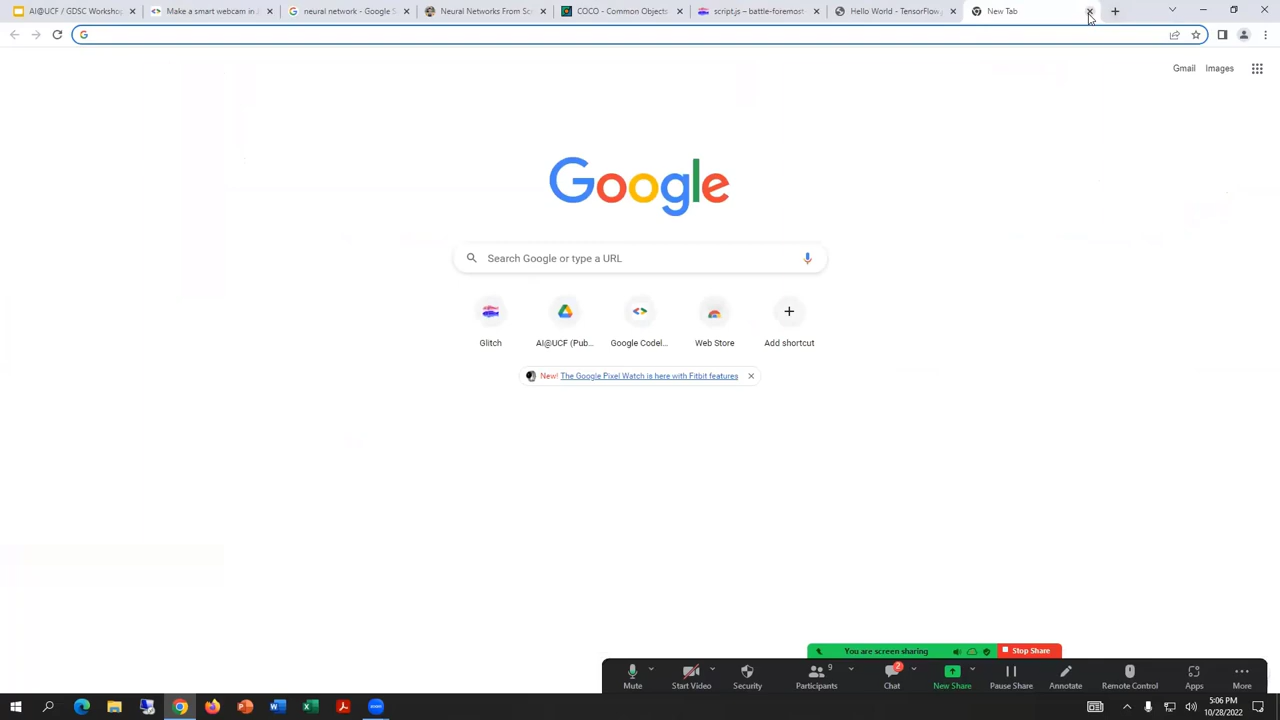 AI@UCF / GDSC Workshop
Make a smart webcam in J
neural network - Google S
Neural Networks From Scr
COCO - Common Objects
script.js – battle-foremost
Hello World - TensorFlow.j
New Tab
Gmail Images
Google
Search Google or type a URL
Glitch
AI@UCF (Pub...
Google Codel...
Web Store
Add shortcut
New! The Google Pixel Watch is here with Fitbit features
You are screen sharing
Stop Share
9
2
Mute
Start Video
Security
Participants
Chat
New Share
Pause Share
Annotate
Remote Control
Apps
More
5:06 PM
10/28/2022